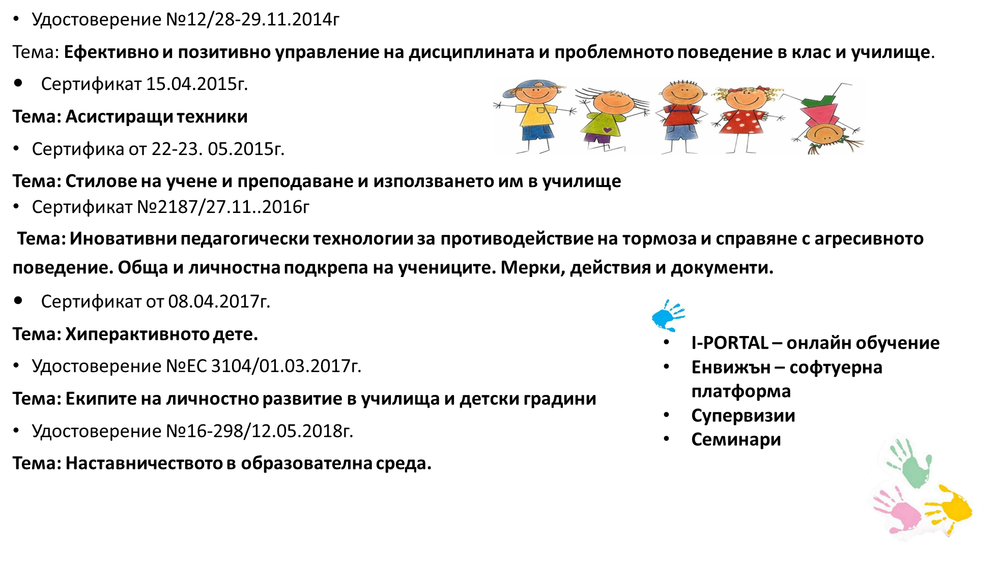 • Удостоверение №12/28-29.11.2014г
Тема: Ефективно и позитивно управление на дисциплината и проблемното поведение в клас и училище.
• Сертификат 15.04.2015г.
Тема: Асистиращи техники
• Сертифика от 22-23. 05.2015г.
Тема: Стилове на учене и преподаване и използването им в училище
• Сертификат №2187/27.11..2016г
Тема: Иновативни педагогически технологии за противодействие на тормоза и справяне с агресивното
поведение. Обща и личностна подкрепа на учениците. Мерки, действия и документи.
• Сертификат от 08.04.2017г.
Тема: Хиперактивното дете.
• Удостоверение №ЕС 3104/01.03.2017г.
Тема: Екипите на личностно развитие в училища и детски градини
• Удостоверение №16-298/12.05.2018г.
Тема: Наставничеството в образователна среда.
• I-PORTAL – онлайн обучение
• Енвижън – софтуерна
платформа
• Супервизии
• Семинари